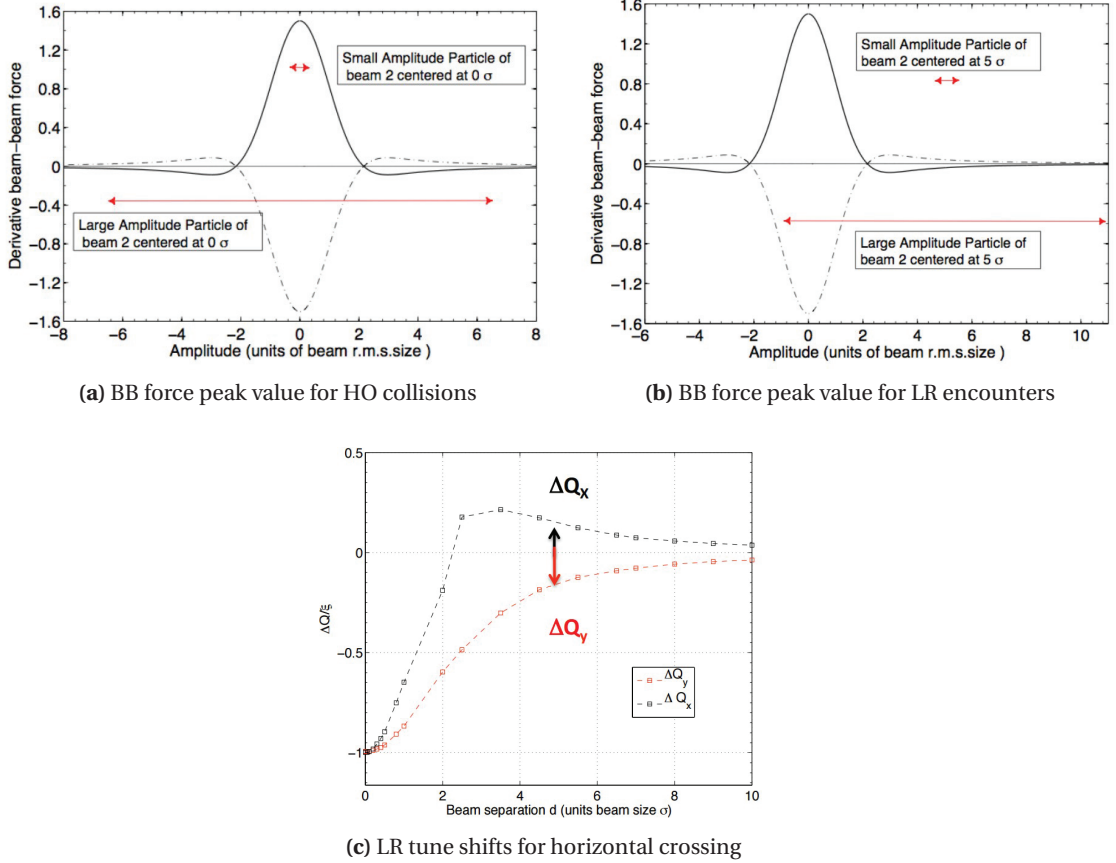 1.6
1.2
0.8
0.4
0
−0.4
−0.8
−1.2
−1.6
Derivative beam−beam force
Small Amplitude Particle of
beam 2 centered at 0 σ
Large Amplitude Particle of
beam 2 centered at 0 σ
−8 −6 −4 −2 0 2 4 6 8
Amplitude (units of beam r.m.s.size )
(a) BB force peak value for HO collisions
1.6
1.2
0.8
0.4
0
−0.4
−0.8
−1.2
−1.6
Derivative beam−beam force
Small Amplitude Particle of
beam 2 centered at 5 σ
Large Amplitude Particle of
beam 2 centered at 5 σ
−6 −4 −2 0 2 4 6 8 10
Amplitude (units of beam r.m.s.size )
(b) BB force peak value for LR encounters
0.5
0
−0.5
−1
ΔQ/ξ
ΔQx
ΔQy
ΔQy
Δ Qx
0 2 4 6 8 10
Beam separation d (units beam size σ)
(c) LR tune shifts for horizontal crossing